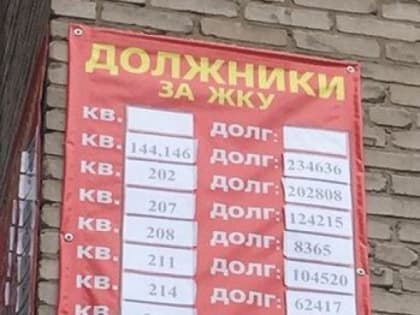 ДОЛЖНИКИ
ЗА ЖКУ
КВ. ДОЛГ:
КВ. 144,146 ДОЛГ: 234636
КВ. 202 ДОЛГ: 202808
КВ. 207 ДОЛГ: 124215
КВ. 208 ДОЛГ: 8365
КВ. 211 ДОЛГ: 104520
КВ. 214 ДОЛГ: 62417